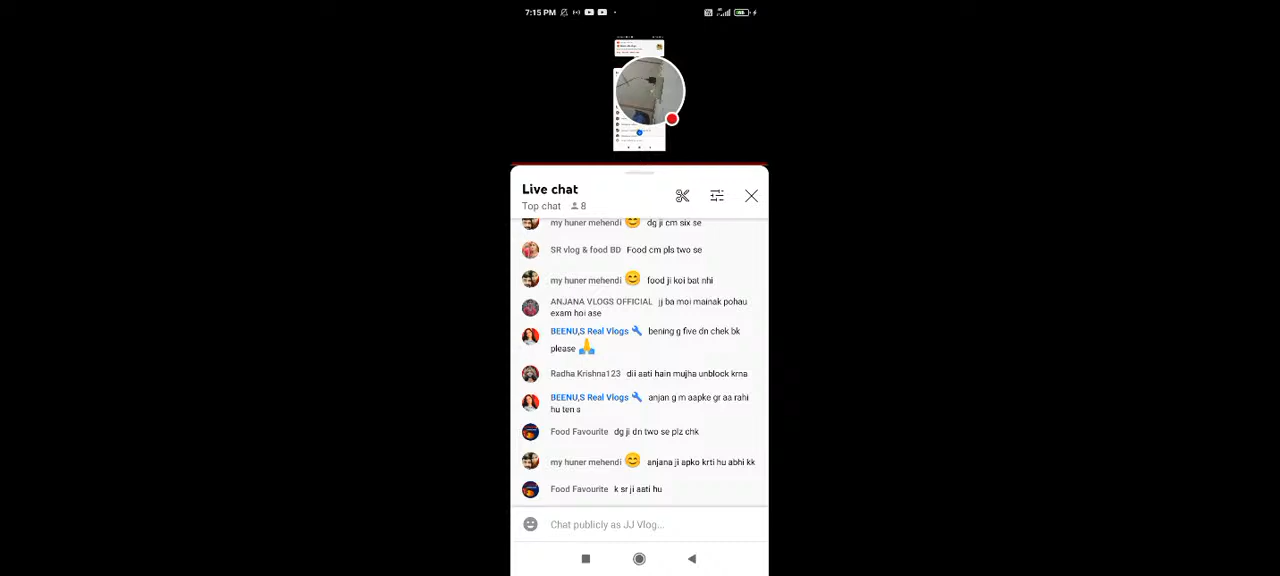 7:15 PM
Live chat
Top chat 8
my huner mehendi 😊 dg ji cm six se
SR vlog & food BD Food cm pls two se
my huner mehendi 😊 food ji koi bat nhi
ANJANA VLOGS OFFICIAL jj ba moi mainak pohau
exam hoi ase
BEENU,S Real Vlogs 🔧 bening g five dn chek bk
please 🙏
Radha Krishna123 dii aati hain mujha unblock krna
BEENU,S Real Vlogs 🔧 anjan g m aapke gr aa rahi
hu ten s
Food Favourite dg ji dn two se plz chk
my huner mehendi 😊 anjana ji apko krti hu abhi kk
Food Favourite k sr ji aati hu
Chat publicly as JJ Vlog...